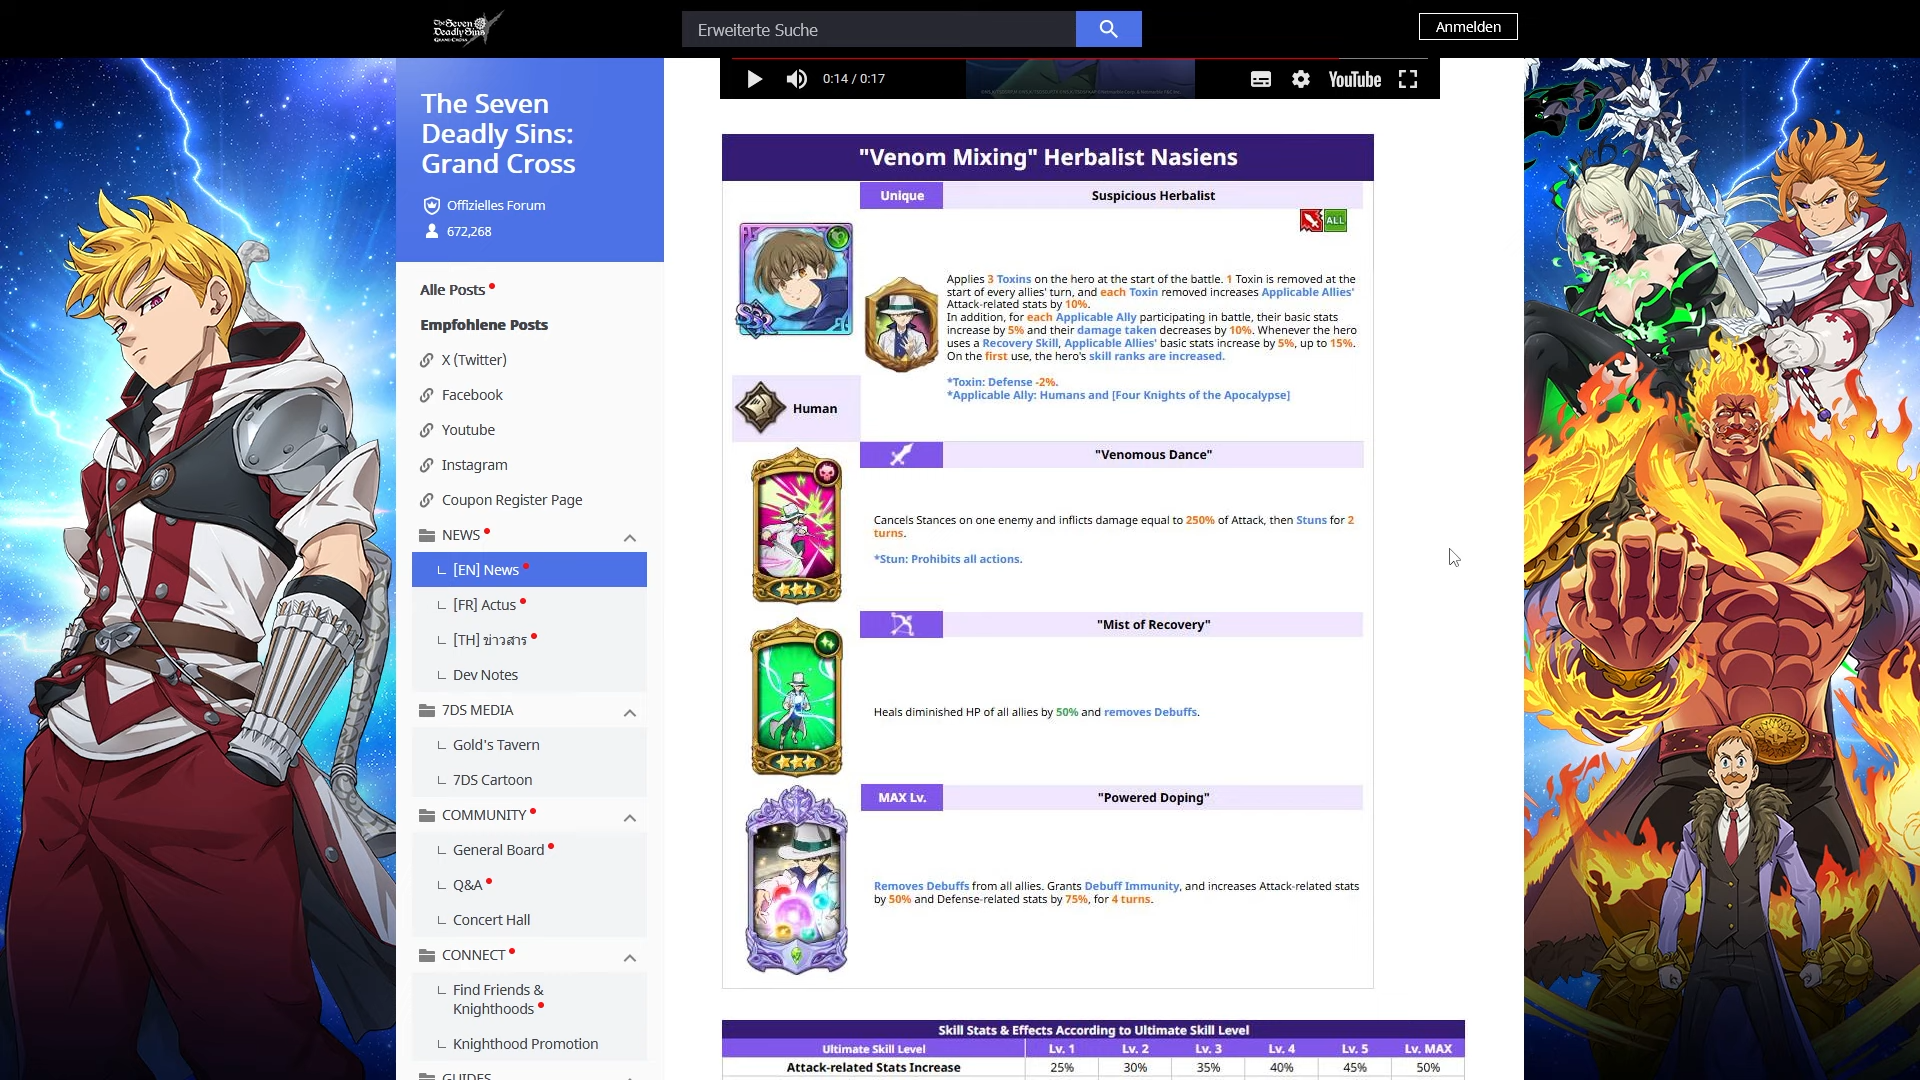 The Seven
Deadly Sins
GRAND CROSS
Erweiterte Suche
Anmelden
The Seven
Deadly Sins:
Grand Cross
Offizielles Forum
672,268
Alle Posts
Empfohlene Posts
X (Twitter)
Facebook
Youtube
Instagram
Coupon Register Page
NEWS
[EN] News
[FR] Actus
[TH] ข่าวสาร
Dev Notes
7DS MEDIA
Gold's Tavern
7DS Cartoon
COMMUNITY
General Board
Q&A
Concert Hall
CONNECT
Find Friends &
Knighthoods
Knighthood Promotion
GUIDES
0:14 / 0:17
YouTube
"Venom Mixing" Herbalist Nasiens
Unique
Suspicious Herbalist
ALL
SSR
Applies 3 Toxins on the hero at the start of the battle. 1 Toxin is removed at the
start of every allies' turn, and each Toxin removed increases Applicable Allies'
Attack-related stats by 10%.
In addition, for each Applicable Ally participating in battle, their basic stats
increase by 5% and their damage taken decreases by 10%. Whenever the hero
uses a Recovery Skill, Applicable Allies' basic stats increase by 5%, up to 15%.
On the first use, the hero's skill ranks are increased.
*Toxin: Defense -2%.
*Applicable Ally: Humans and [Four Knights of the Apocalypse]
Human
"Venomous Dance"
Cancels Stances on one enemy and inflicts damage equal to 250% of Attack, then Stuns for 2
turns.
*Stun: Prohibits all actions.
"Mist of Recovery"
Heals diminished HP of all allies by 50% and removes Debuffs.
MAX Lv.
"Powered Doping"
Removes Debuffs from all allies. Grants Debuff Immunity, and increases Attack-related stats
by 50% and Defense-related stats by 75%, for 4 turns.
Skill Stats & Effects According to Ultimate Skill Level
Ultimate Skill Level Lv. 1 Lv. 2 Lv. 3 Lv. 4 Lv. 5 Lv. MAX
Attack-related Stats Increase 25% 30% 35% 40% 45% 50%